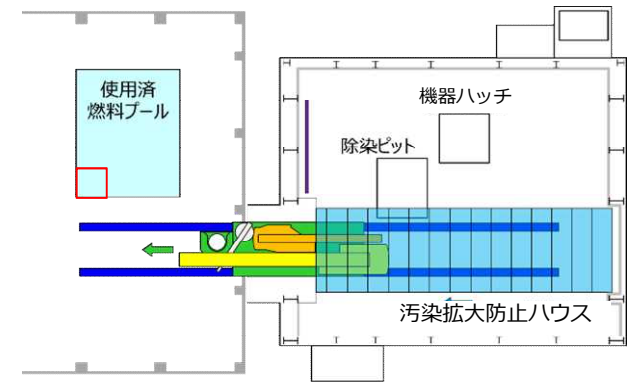 使用済
燃料プール
機器ハッチ
除染ピット
汚染拡大防止ハウス